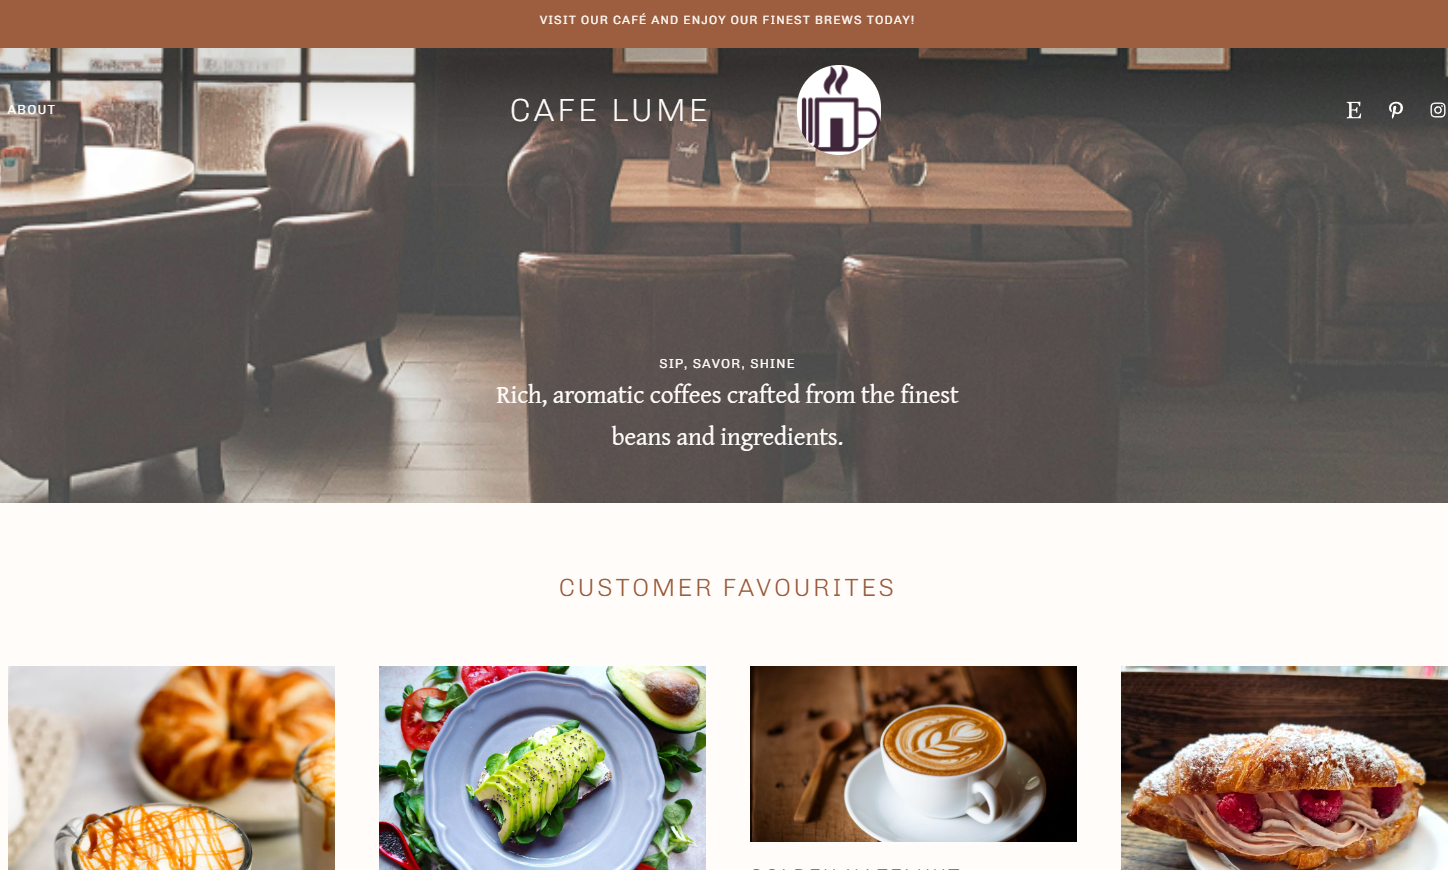 VISIT OUR CAFÉ AND ENJOY OUR FINEST BREWS TODAY!
ABOUT
CAFE LUME
SIP, SAVOR, SHINE
Rich, aromatic coffees crafted from the finest
beans and ingredients.
CUSTOMER FAVOURITES